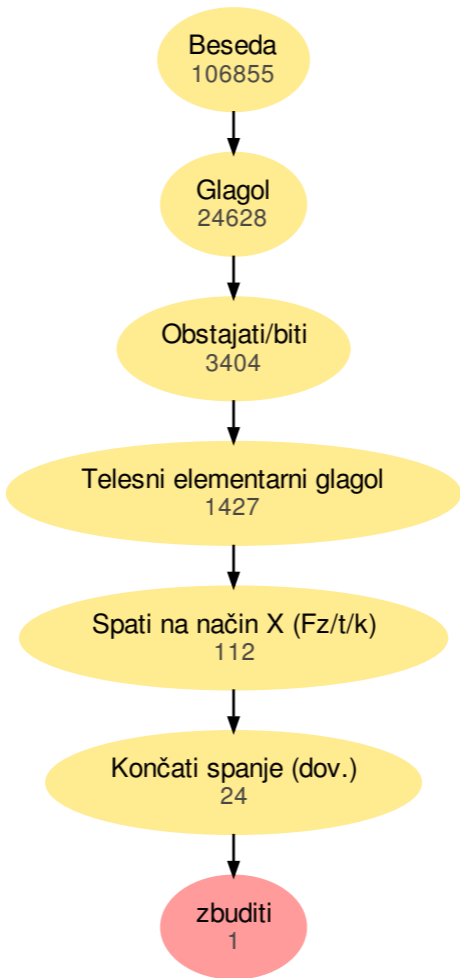 Beseda
106855
Glagol
24628
Obstajati/biti
3404
Telesni elementarni glagol
1427
Spati na način X (Fz/t/k)
112
Končati spanje (dov.)
24
zbuditi
1